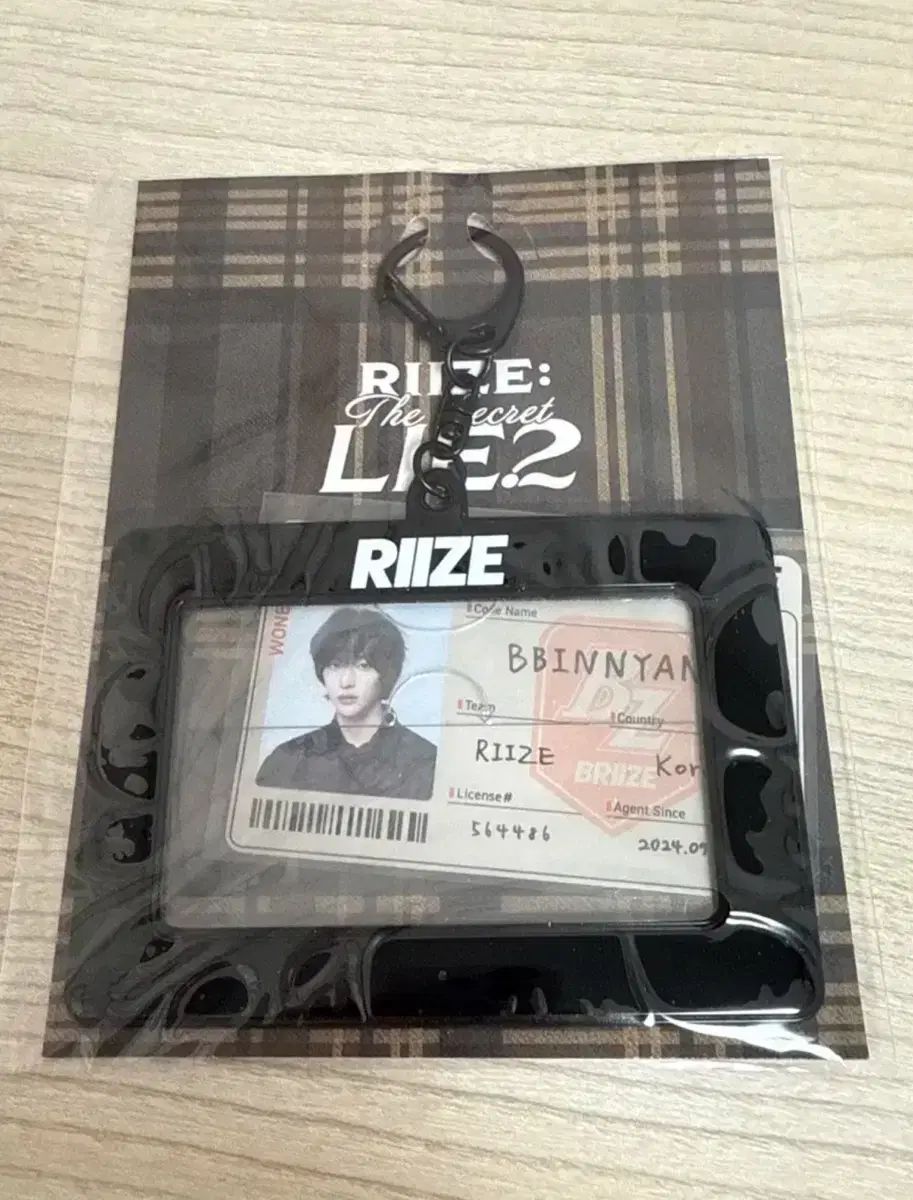 RIIZE:
The Secret
LIE.2
RIIZE
WONB
Code Name
BBINNYAN
Team
Country
RIIZE
Kor
BRIIZE
License#
Agent Since
564486
2024.09